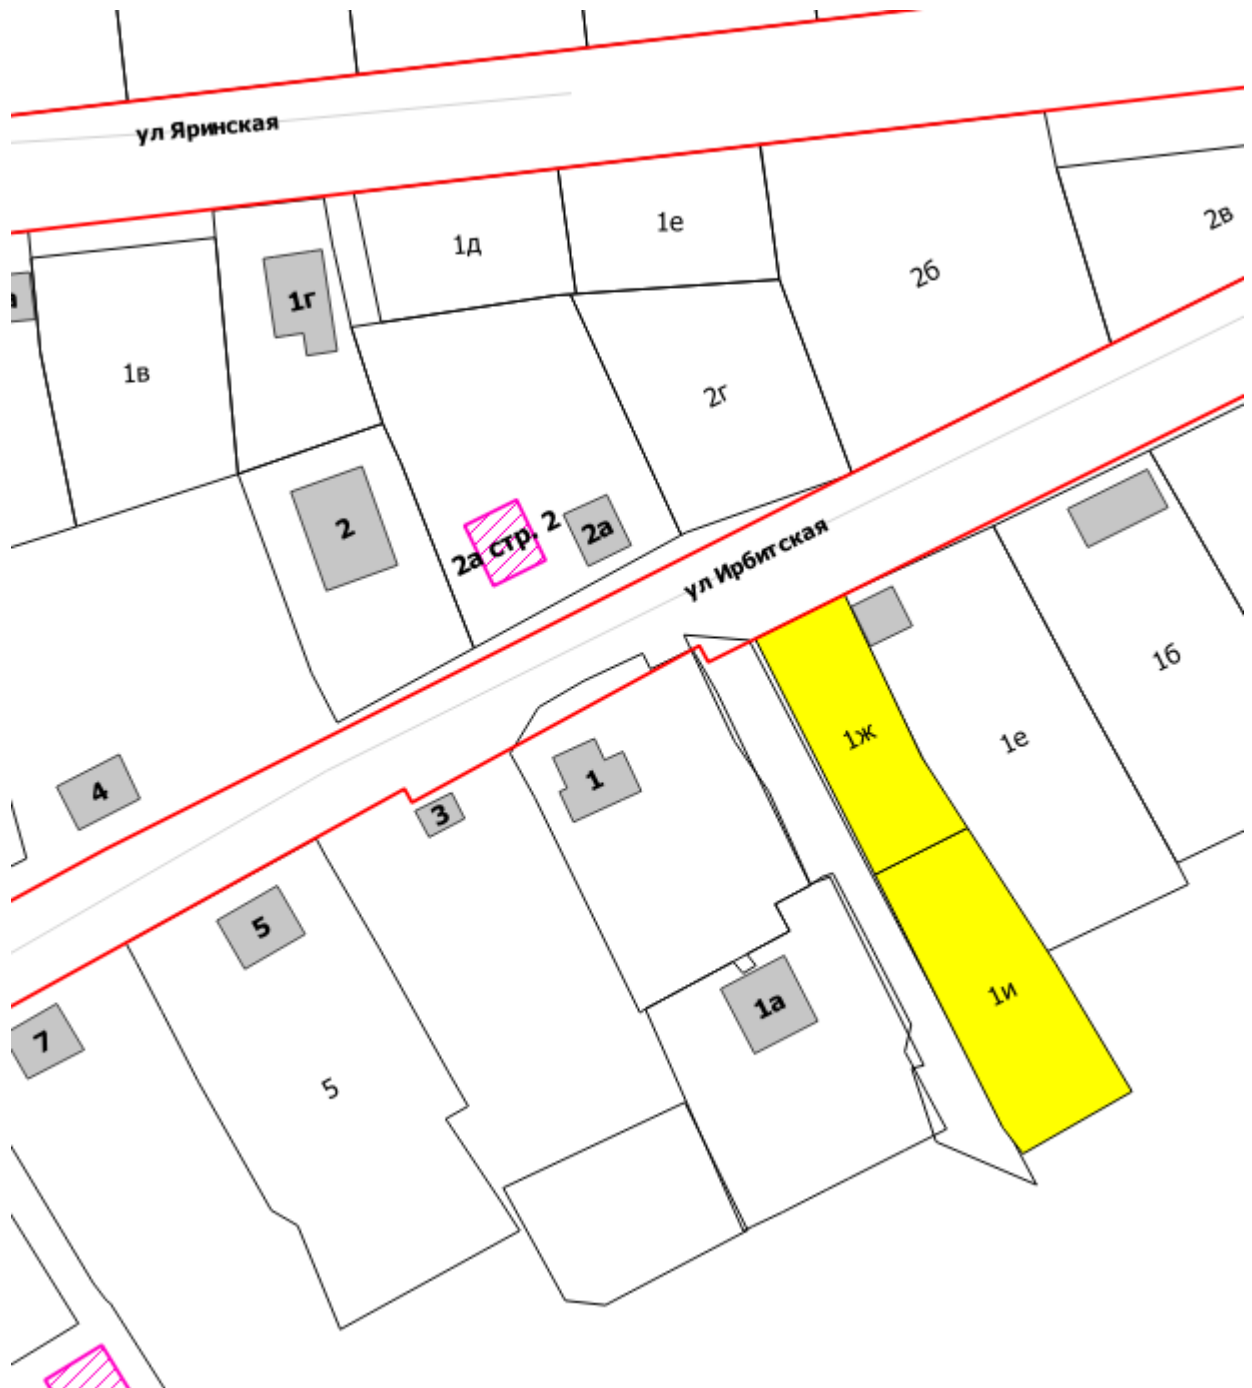 ул Яринская
1д
1е
2б
2в
а
1г
1в
2г
2
2а стр. 2
2а
ул Ирбитская
1ж
1е
1б
4
3
1
5
1а
1и
7
5